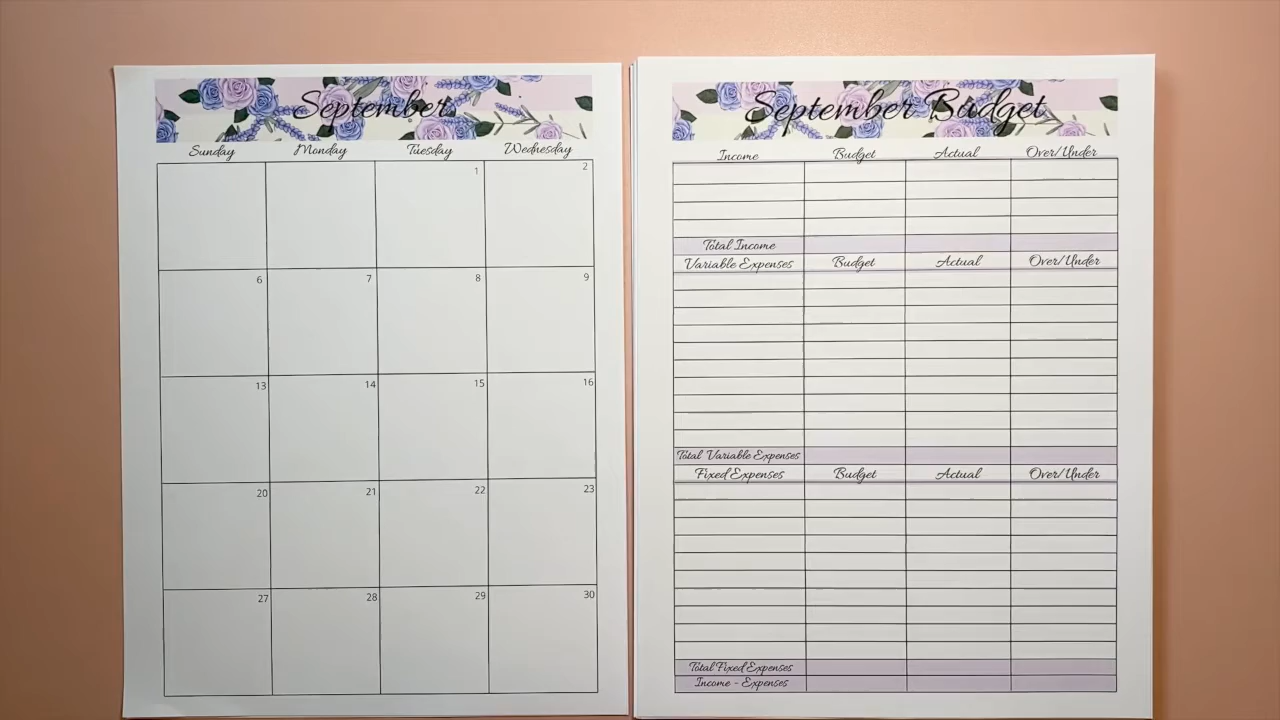 September
Sunday Monday Tuesday Wednesday
1 2
6 7 8 9
13 14 15 16
20 21 22 23
27 28 29 30
September Budget
Income Budget Actual Over/Under
Total Income
Variable Expenses Budget Actual Over/Under
Total Variable Expenses
Fixed Expenses Budget Actual Over/Under
Total Fixed Expenses
Income - Expenses